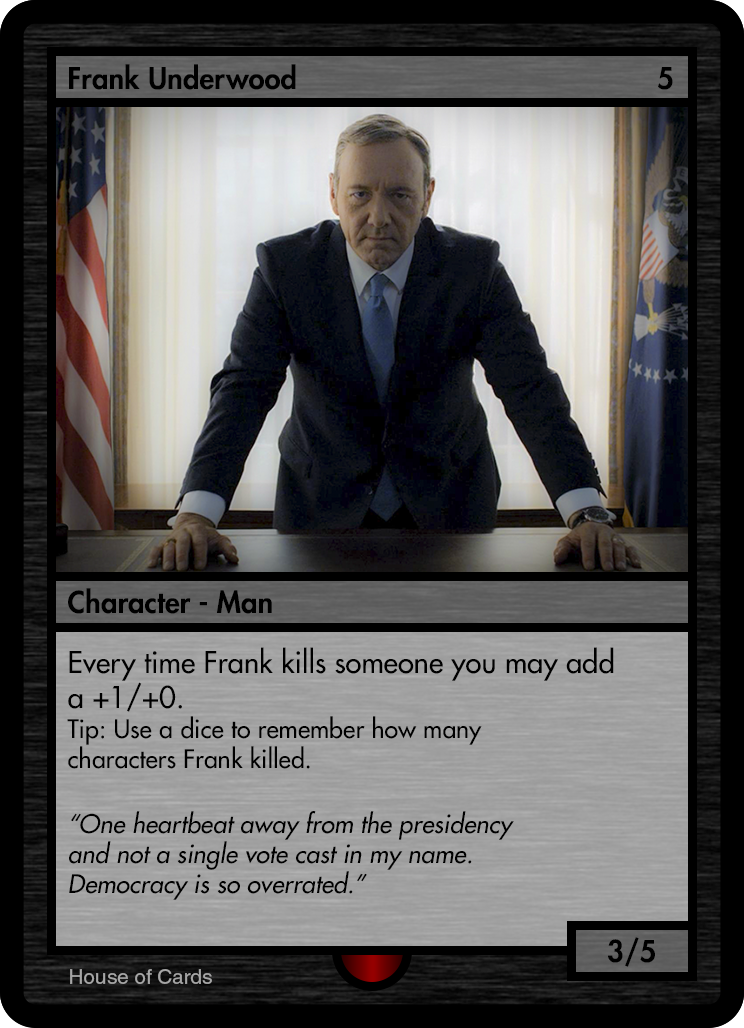 Frank Underwood 5
Character - Man
Every time Frank kills someone you may add
a +1/+0.
Tip: Use a dice to remember how many
characters Frank killed.
“One heartbeat away from the presidency
and not a single vote cast in my name.
Democracy is so overrated.”
3/5
House of Cards